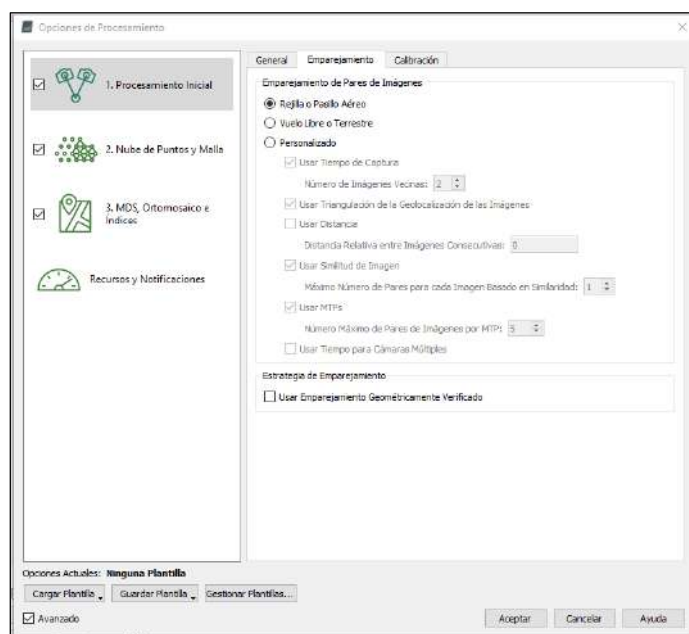 Opciones de Procesamiento
1. Procesamiento Inicial
2. Nube de Puntos y Malla
3. MDS, Ortomosaico e
Índices
Recursos y Notificaciones
General Emparejamiento Calibración
Emparejamiento de Pares de Imágenes
Rejilla o Pasillo Aéreo
Vuelo Libre o Terrestre
Personalizado
Usar Tiempo de Captura
Número de Imágenes Vecinas: 2
Usar Triangulación de la Geolocalización de las Imágenes
Usar Distancia
Distancia Relativa entre Imágenes Consecutivas: 0
Usar Similitud de Imagen
Máximo Número de Pares para cada Imagen Basado en Similaridad: 1
Usar MTPs
Número Máximo de Pares de Imágenes por MTP: 5
Usar Tiempo para Cámaras Múltiples
Estrategia de Emparejamiento
Usar Emparejamiento Geométricamente Verificado
Opciones Actuales: Ninguna Plantilla
Cargar Plantilla Guardar Plantilla Gestionar Plantillas...
Avanzado
Aceptar Cancelar Ayuda